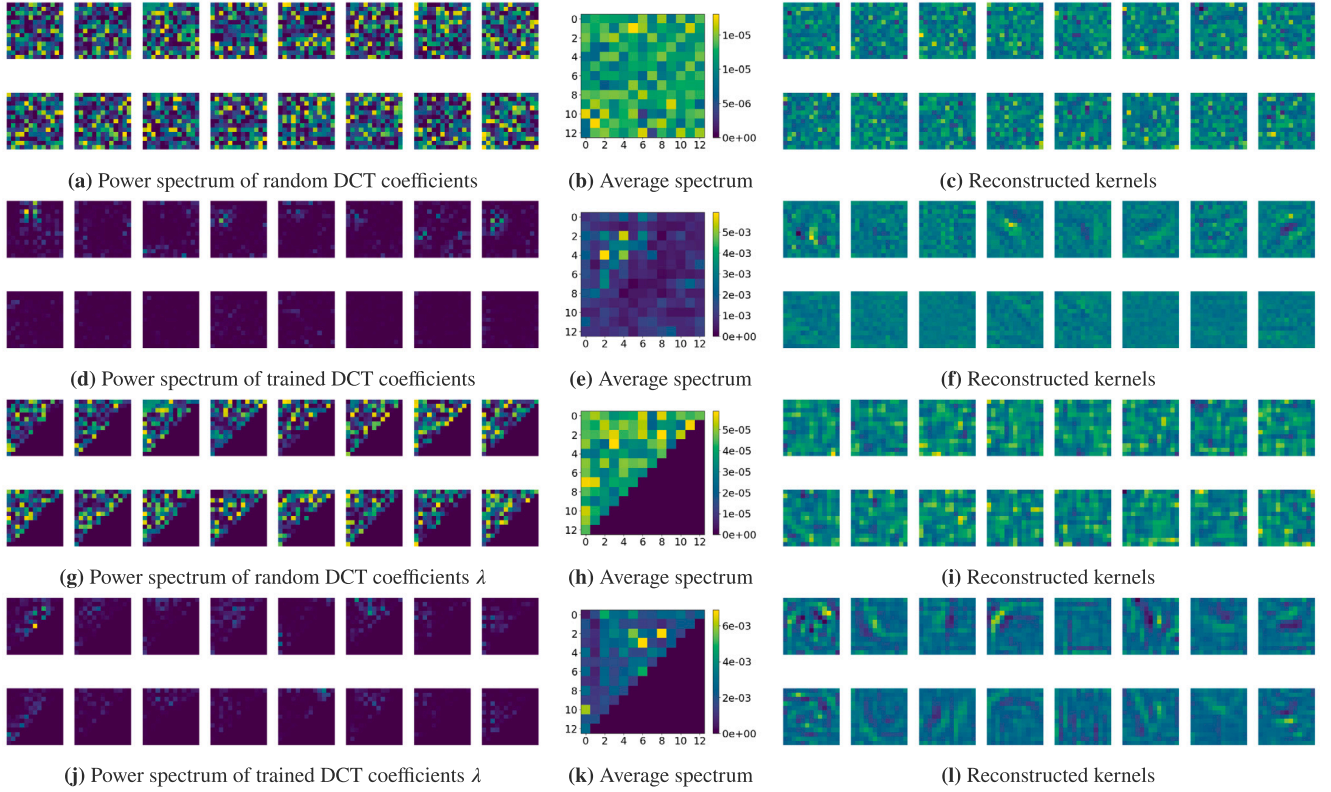 0
2
4
6
8
10
12
0 2 4 6 8 10 12
1e-05
1e-05
5e-06
0e+00
(a) Power spectrum of random DCT coefficients
(b) Average spectrum
(c) Reconstructed kernels
0
2
4
6
8
10
12
0 2 4 6 8 10 12
5e-03
4e-03
3e-03
2e-03
1e-03
0e+00
(d) Power spectrum of trained DCT coefficients
(e) Average spectrum
(f) Reconstructed kernels
0
2
4
6
8
10
12
0 2 4 6 8 10 12
5e-05
4e-05
3e-05
2e-05
1e-05
0e+00
(g) Power spectrum of random DCT coefficients λ
(h) Average spectrum
(i) Reconstructed kernels
0
2
4
6
8
10
12
0 2 4 6 8 10 12
6e-03
4e-03
2e-03
0e+00
(j) Power spectrum of trained DCT coefficients λ
(k) Average spectrum
(l) Reconstructed kernels